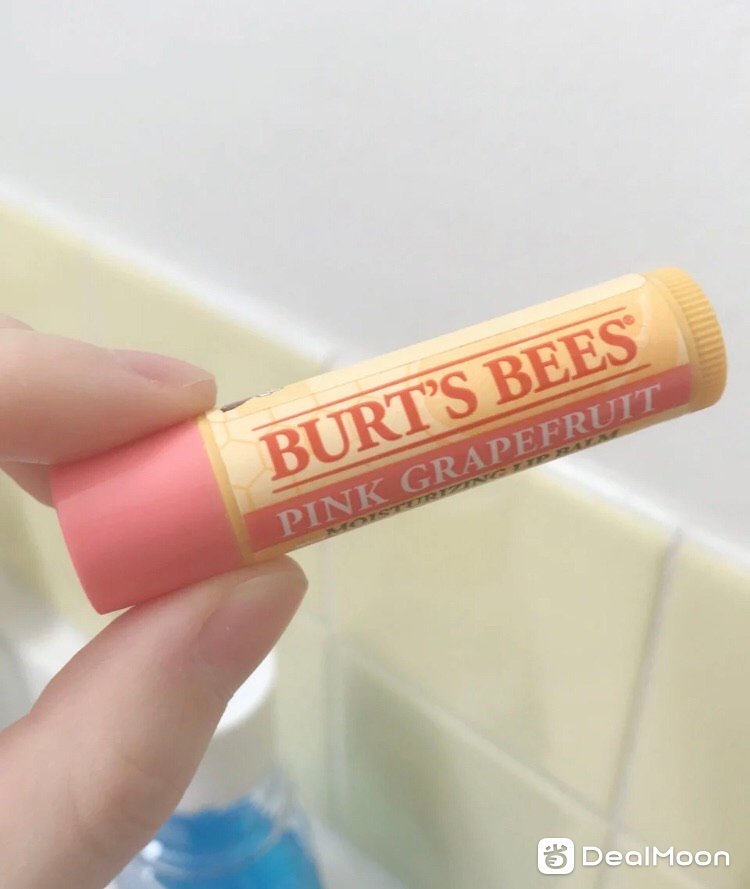 BURT'S BEES®
PINK GRAPEFRUIT
MOISTURIZING LIP BALM
DealMoon